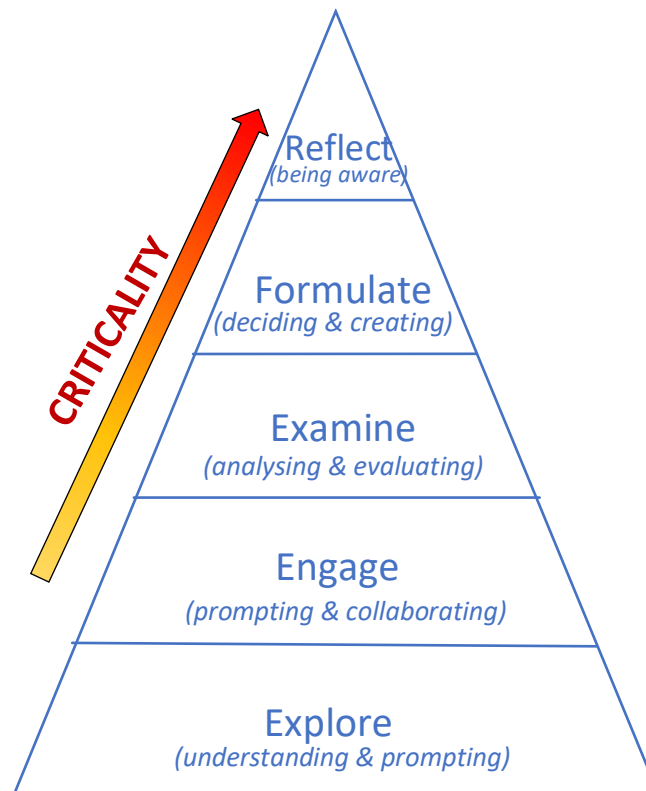 Reflect
(being aware)
CRITICALITY
Formulate
(deciding & creating)
Examine
(analysing & evaluating)
Engage
(prompting & collaborating)
Explore
(understanding & prompting)